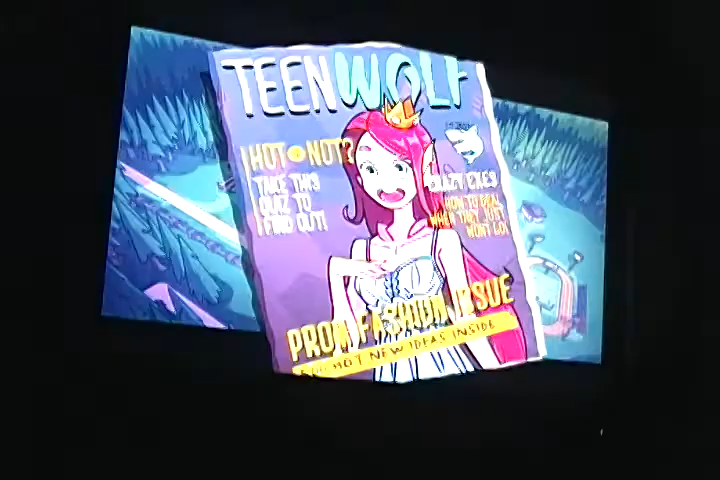 TEENWOLF
HOT OR NOT?
TAKE THIS
QUIZ TO
FIND OUT!
CRAZY EXES
HOW TO DEAL
WHEN THEY JUST
WON'T GO!
PROM FASHION ISSUE
HOT NEW IDEAS INSIDE